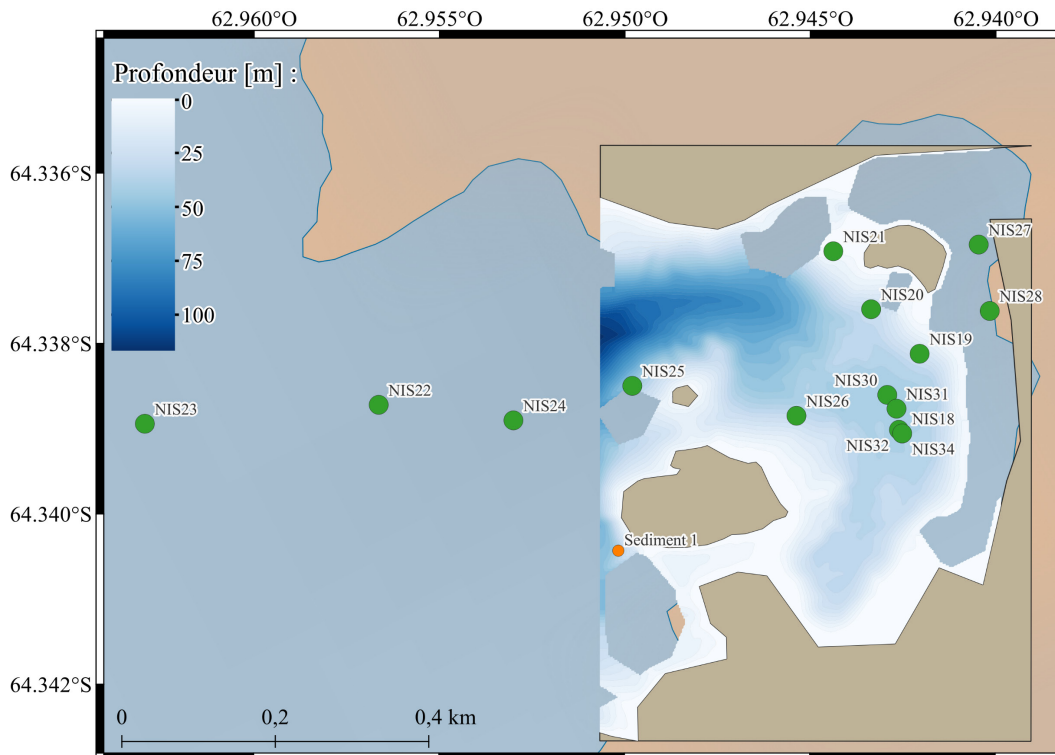 62.960°O 62.955°O 62.950°O 62.945°O 62.940°O
Profondeur [m] :
0
25
50
75
100
64.336°S
64.338°S
64.340°S
64.342°S
NIS21
NIS27
NIS20
NIS28
NIS19
NIS25
NIS30
NIS31
NIS22
NIS24
NIS26
NIS18
NIS23
NIS32
NIS34
Sediment 1
0 0,2 0,4 km